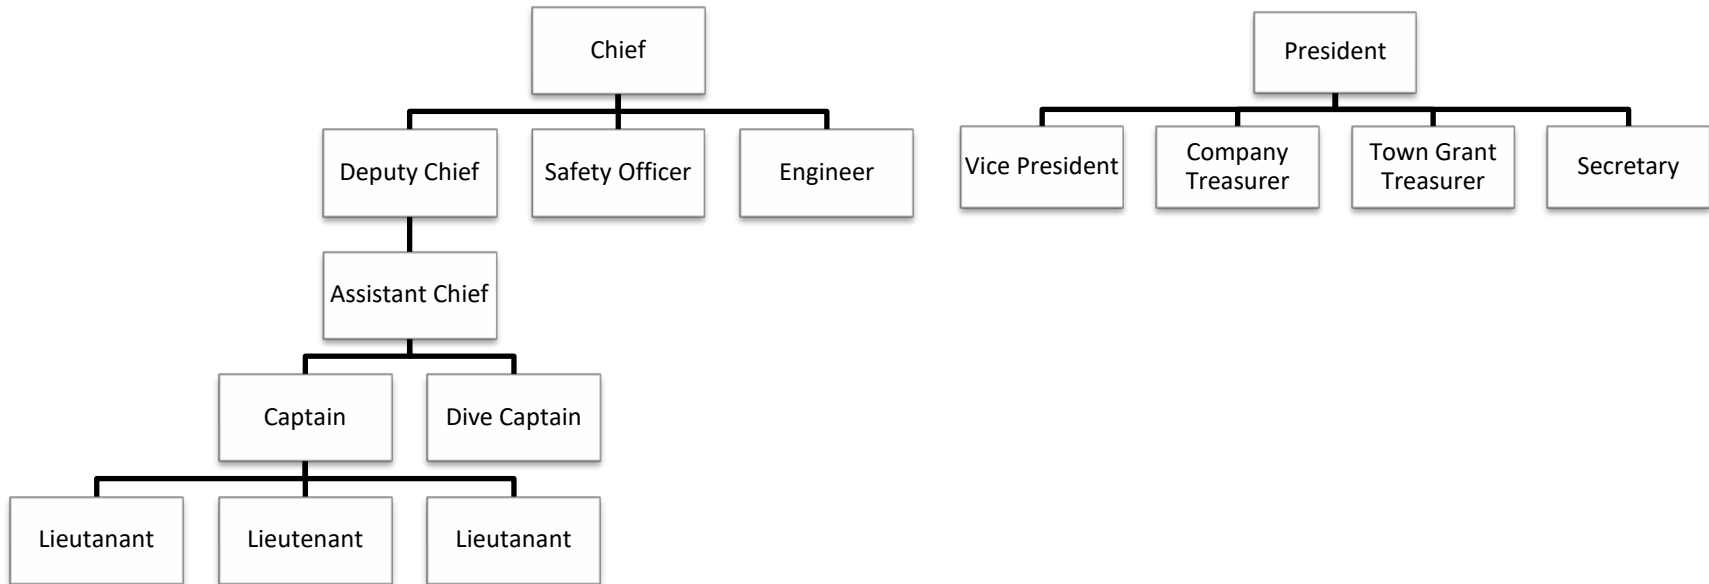 Chief
President
Deputy Chief
Safety Officer
Engineer
Vice President
Company
Treasurer
Town Grant
Treasurer
Secretary
Assistant Chief
Captain
Dive Captain
Lieutanant
Lieutenant
Lieutanant